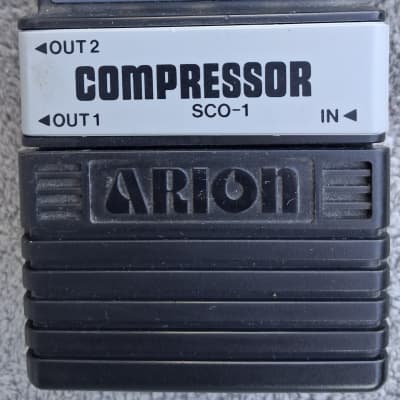 ◄OUT 2
COMPRESSOR
SCO-1
◄OUT 1 IN◄
ARION